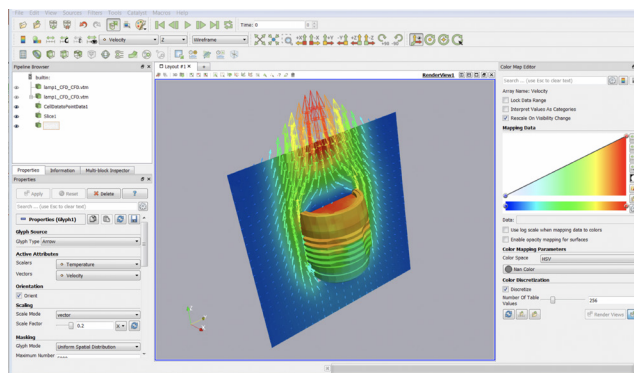 File Edit View Sources Filters Tools Catalyst Macros Help
Time: 0
Velocity
Z
Wireframe
Pipeline Browser
builtin:
lamp1_CFD_CFD.vtm
lamp1_CFD_CFD.vtm
CellDatatoPointData1
Slice1
Properties Information Multi-block Inspector
Properties
Apply Reset Delete ?
Search ... (use Esc to clear text)
Properties (Glyph1)
Glyph Source
Glyph Type Arrow
Active Attributes
Scalars Temperature
Vectors Velocity
Orientation
Orient
Scaling
Scale Mode vector
Scale Factor 0.2
Masking
Glyph Mode Uniform Spatial Distribution
Maximum Number
Layout #1
RenderView1
Color Map Editor
Search ... (use Esc to clear text)
Array Name: Velocity
Lock Data Range
Interpret Values As Categories
Rescale On Visibility Change
Mapping Data
Data:
Use log scale when mapping data to colors
Enable opacity mapping for surfaces
Color Mapping Parameters
Color Space HSV
Nan Color
Color Discretization
Discretize
Number Of Table Values 256
Render Views